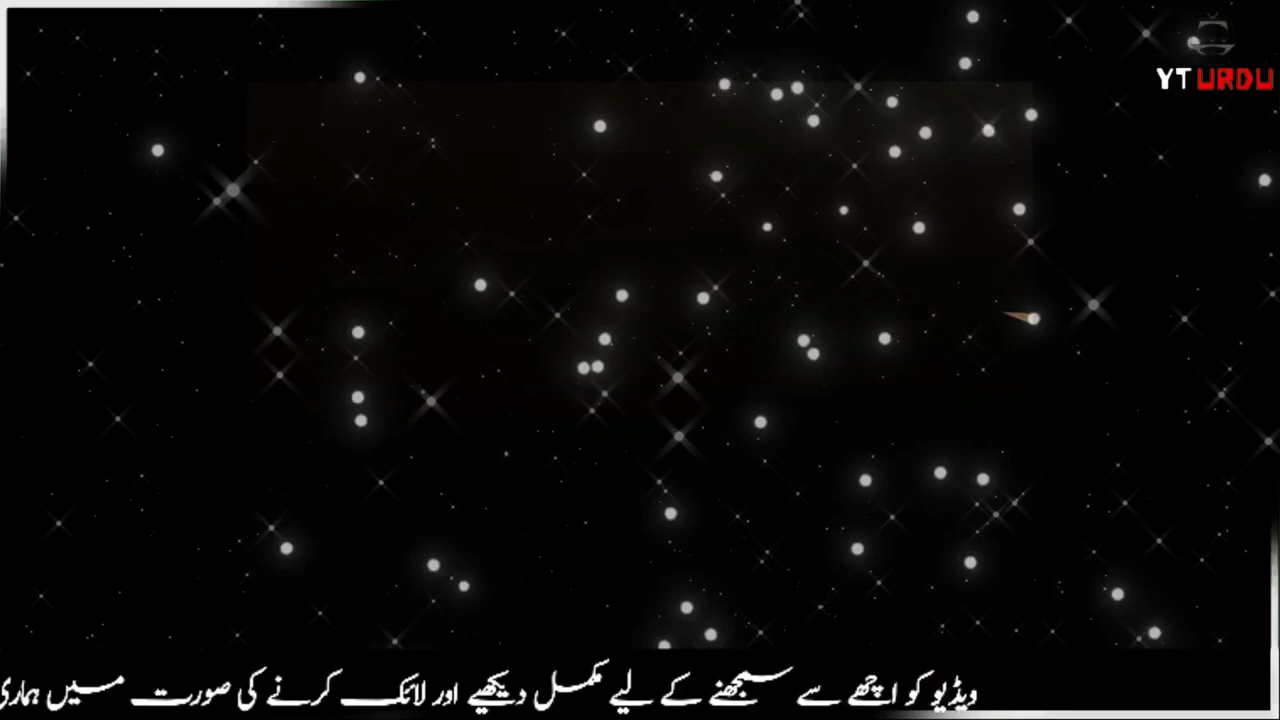 YT URDU
ویڈیو کو اچھے سے سمجھنے کے لیے مکمل دیکھیے اور لائک کرنے کی صورت میں ہماری